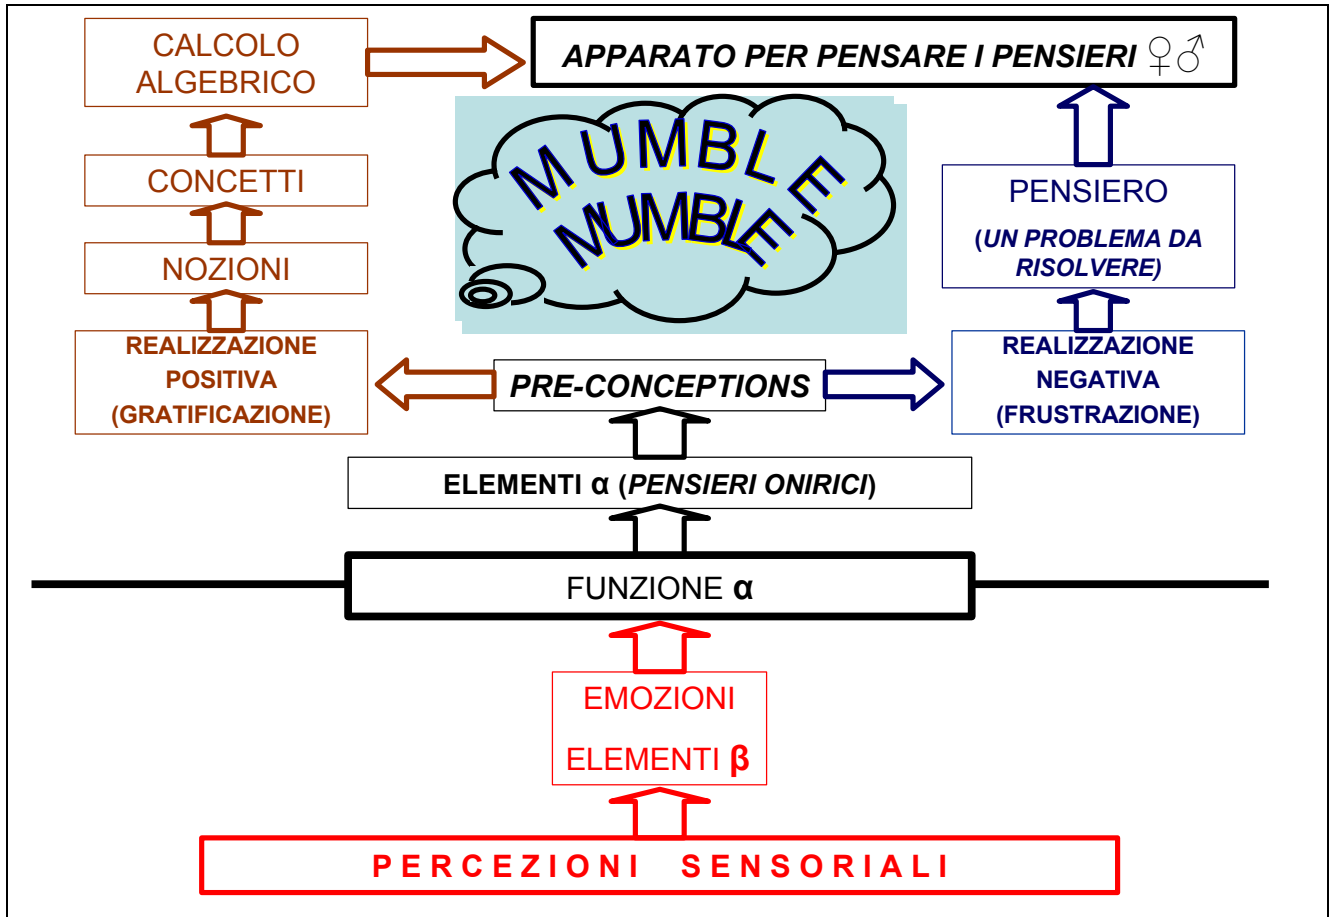 CALCOLO
ALGEBRICO
APPARATO PER PENSARE I PENSIERI ♀♂
MUMBLE
MUMBLE
CONCETTI
PENSIERO
(UN PROBLEMA DA
RISOLVERE)
NOZIONI
REALIZZAZIONE
POSITIVA
(GRATIFICAZIONE)
PRE-CONCEPTIONS
REALIZZAZIONE
NEGATIVA
(FRUSTRAZIONE)
ELEMENTI α (PENSIERI ONIRICI)
FUNZIONE α
EMOZIONI
ELEMENTI β
PERCEZIONI SENSORIALI